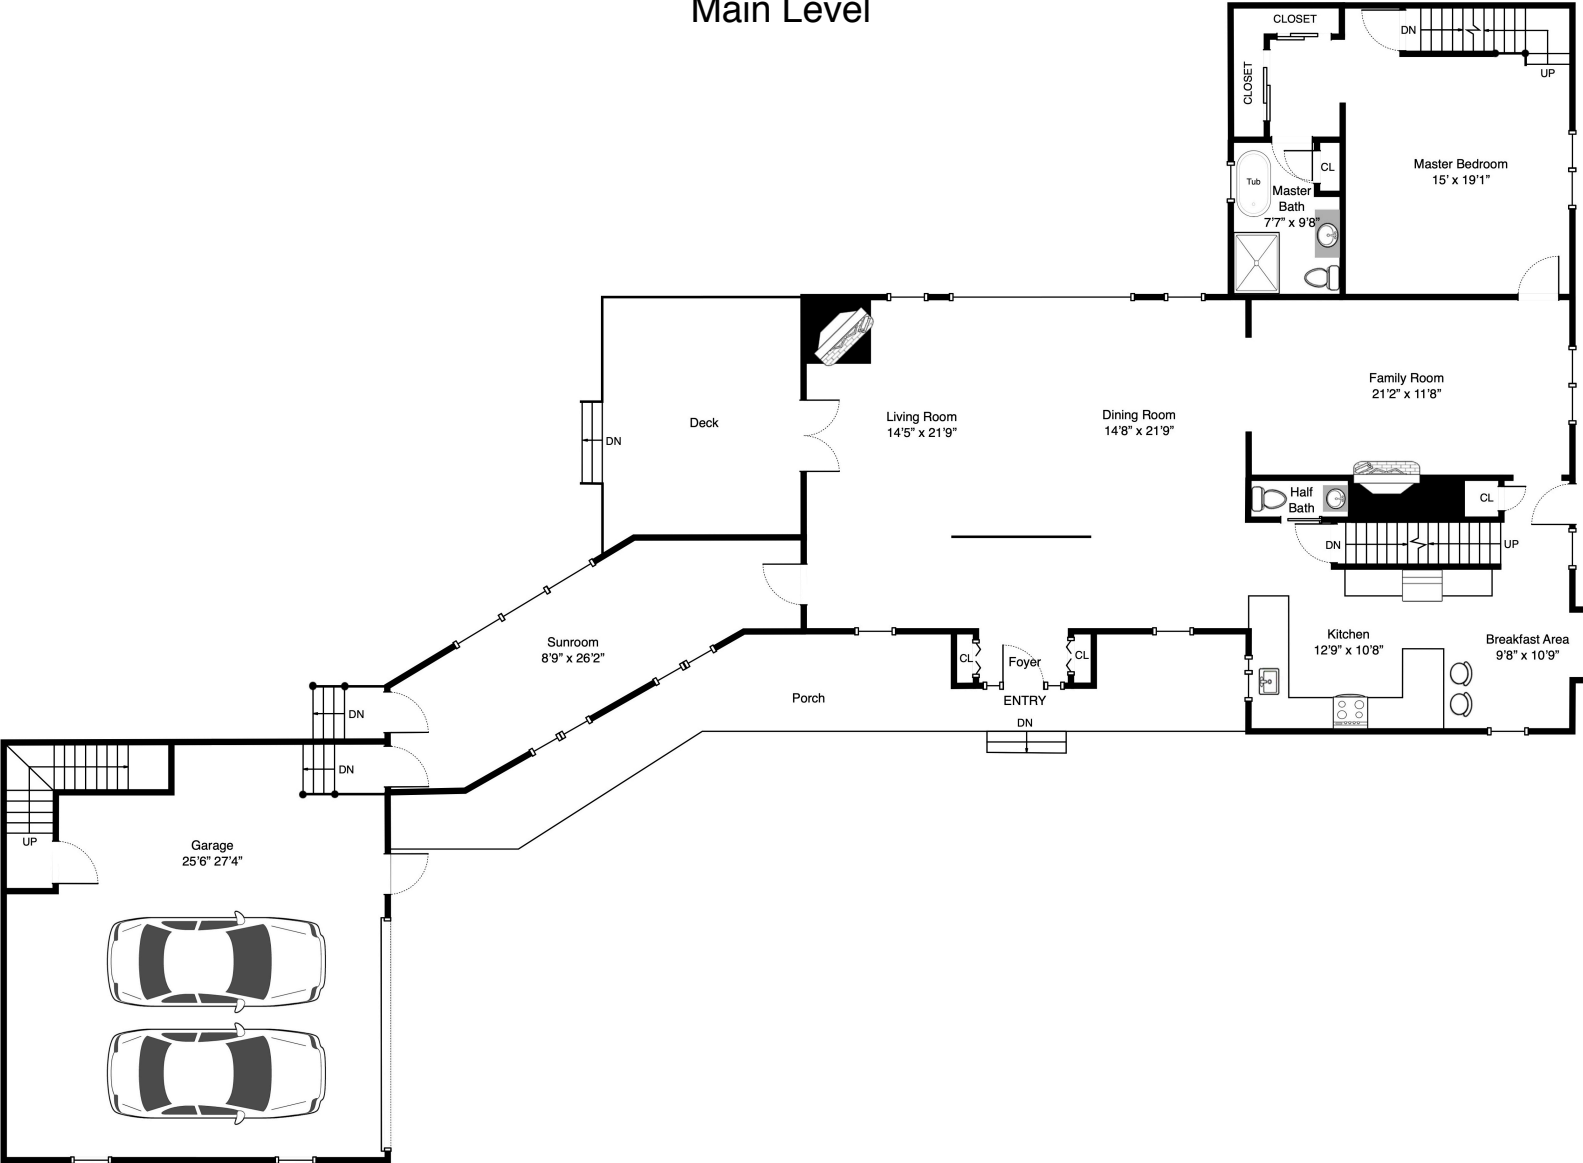 Main Level
CLOSET
DN
UP
CLOSET
CL
Tub
Master
Bath
7'7” x 9'8”
Master Bedroom
15' x 19'1”
Family Room
21'2” x 11'8”
Deck
DN
Living Room
14'5” x 21'9”
Dining Room
14'8” x 21'9”
Half
Bath
CL
DN
UP
Sunroom
8'9” x 26'2”
Kitchen
12'9” x 10'8”
Breakfast Area
9'8” x 10'9”
CL
Foyer
CL
ENTRY
Porch
DN
DN
DN
UP
Garage
25'6” 27'4”